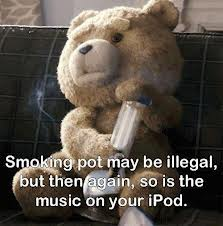 Smoking pot may be illegal,
but then again, so is the
music on your iPod.